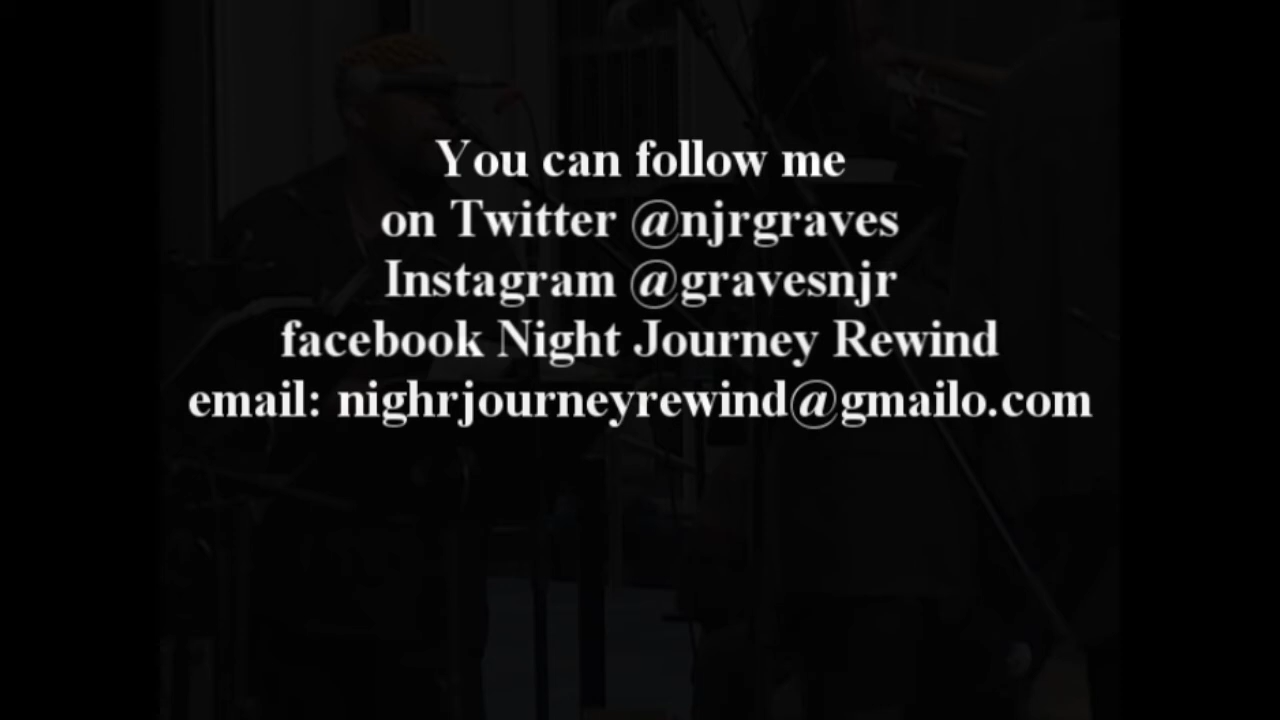 You can follow me
on Twitter @njrgraves
Instagram @gravesnjr
facebook Night Journey Rewind
email: nighrjourneyrewind@gmailo.com